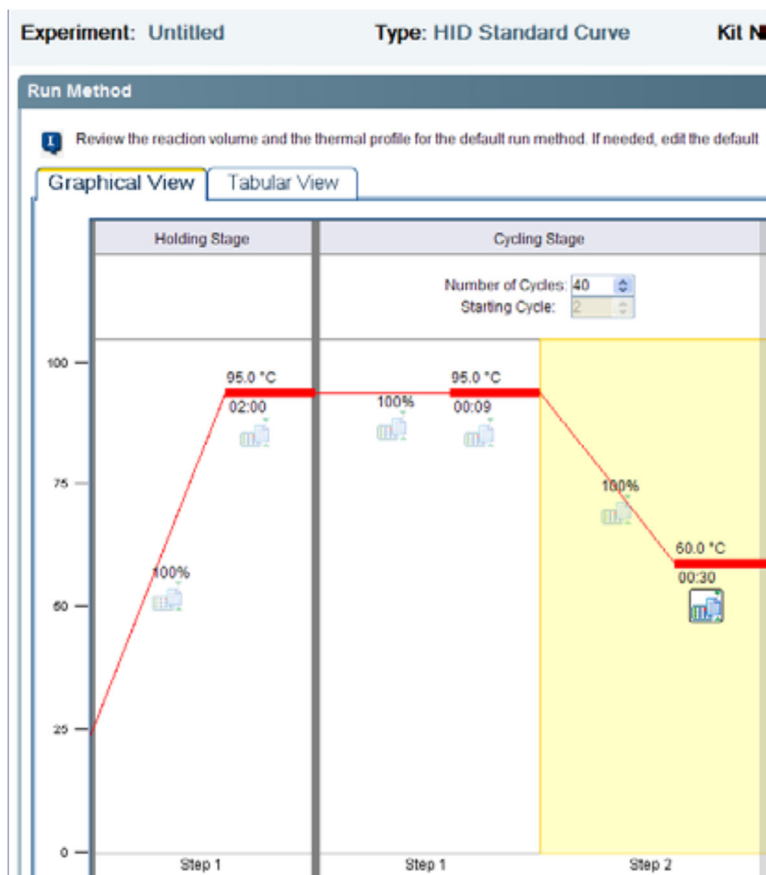 Experiment: Untitled Type: HID Standard Curve Kit
Run Method
Review the reaction volume and the thermal profile for the default run method. If needed, edit the default
Graphical View Tabular View
Holding Stage Cycling Stage
Number of Cycles: 40
Starting Cycle: 2
100
95.0 °C 95.0 °C
02:00 100% 00:09
75
100%
60.0 °C
100% 00:30
50
25
0
Step 1 Step 1 Step 2